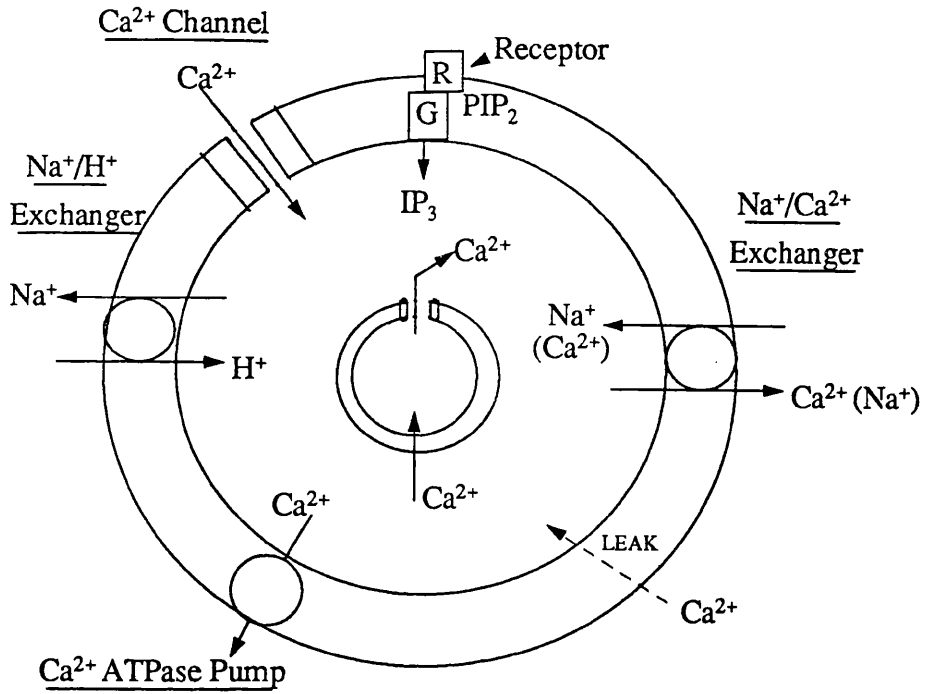 Ca²⁺ Channel
Ca²⁺
Receptor
R
G
PIP₂
IP₃
Na⁺/H⁺
Exchanger
Na⁺
H⁺
Na⁺/Ca²⁺
Exchanger
Na⁺
(Ca²⁺)
Ca²⁺ (Na⁺)
Ca²⁺
Ca²⁺
Ca²⁺
LEAK
Ca²⁺
Ca²⁺ ATPase Pump